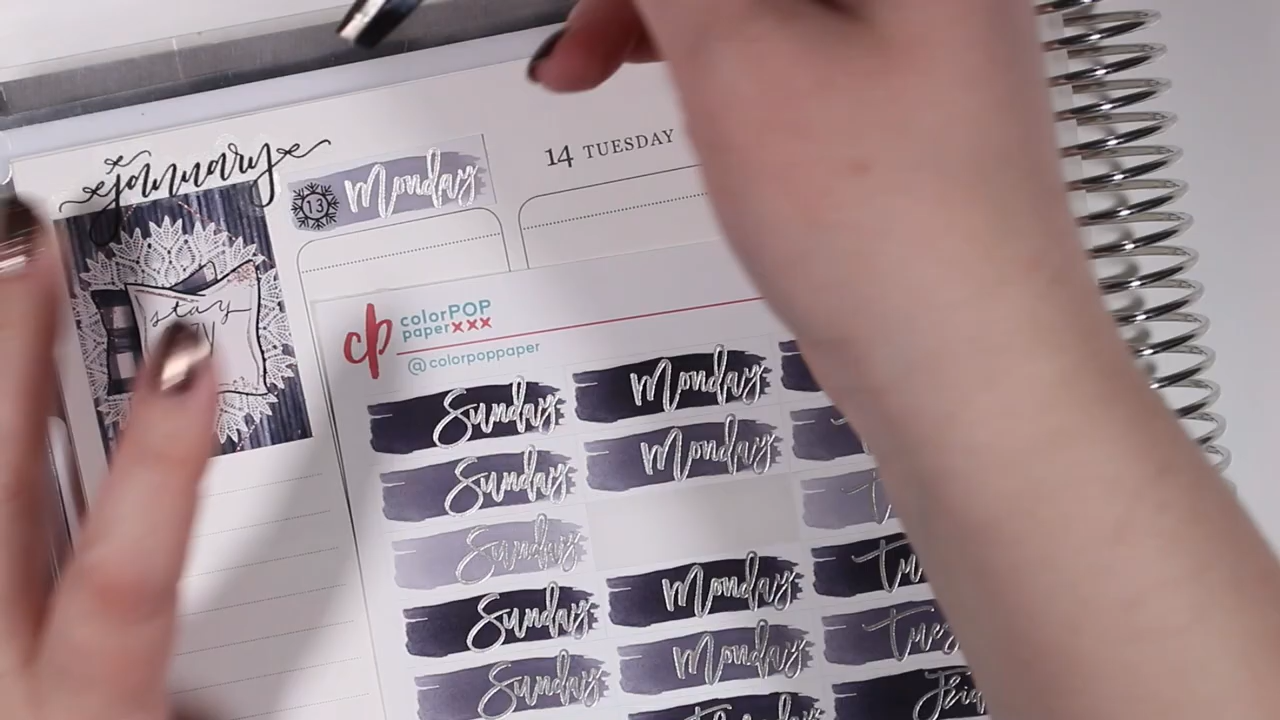 january
13
Monday
14 TUESDAY
stay
cp
colorPOP
paperxxx
@colorpoppaper
Sunday Monday
Sunday Monday
Sunday
Sunday Monday
Sunday Monday